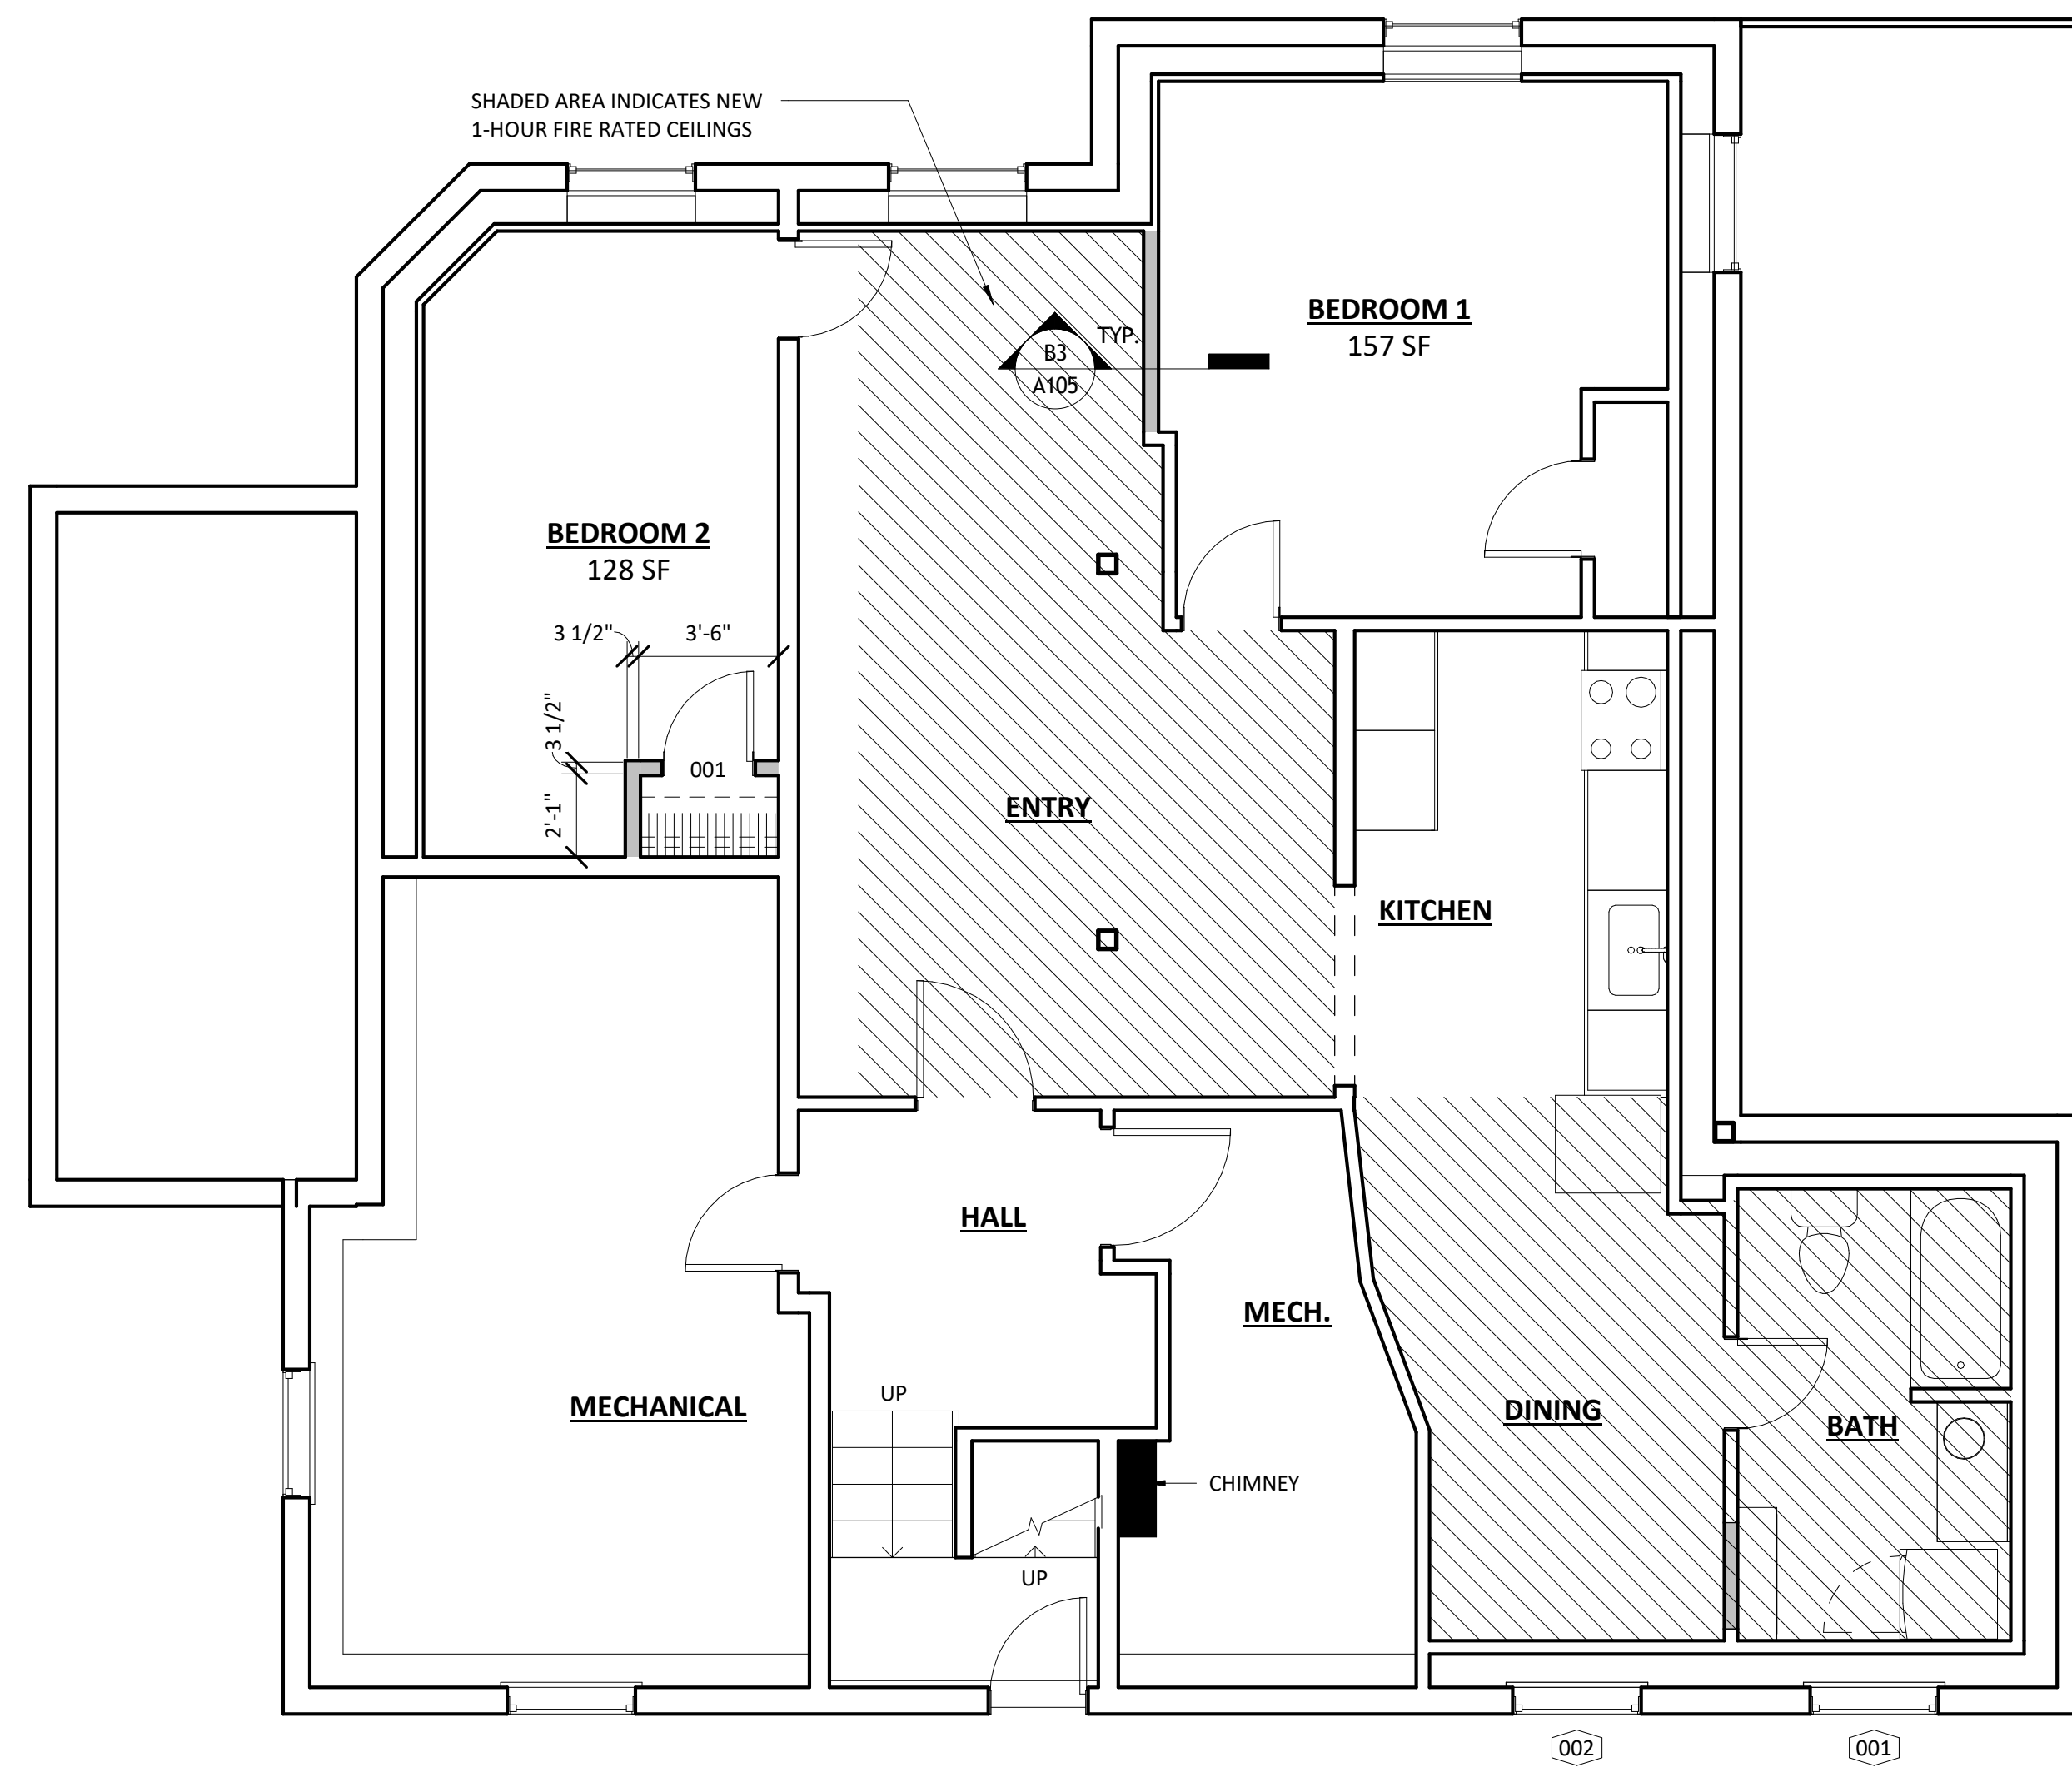 SHADED AREA INDICATES NEW
1-HOUR FIRE RATED CEILINGS
BEDROOM 1
157 SF
TYP.
B3
A105
BEDROOM 2
128 SF
3 1/2"
3'-6"
3 1/2"
001
2'-1"
ENTRY
KITCHEN
HALL
MECH.
UP
MECHANICAL
DINING
BATH
CHIMNEY
UP
002
001